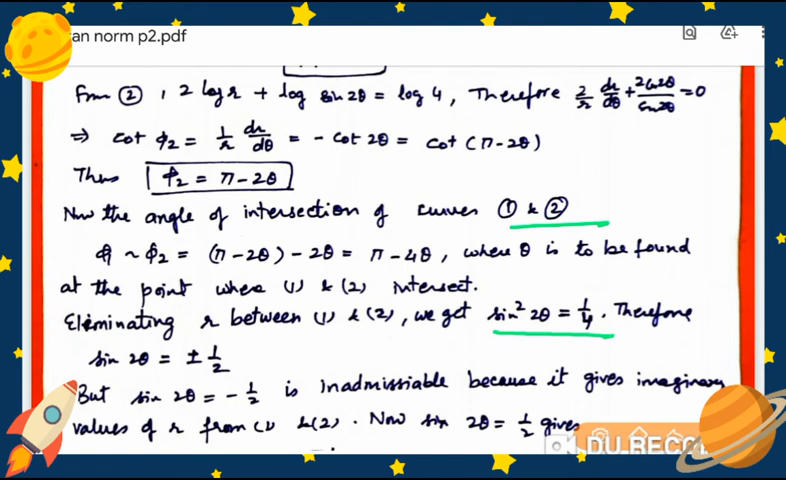 an norm p2.pdf
From ②, 2 log r + log sin 2θ = log 4, Therefore 2/r dr/dθ + 2cos2θ/sin2θ = 0
⇒ cot φ₂ = 1/r dr/dθ = - cot 2θ = cot (π-2θ)
Thus φ₂ = π-2θ
Now the angle of intersection of curves ① & ②
φ₁ ~ φ₂ = (π-2θ) - 2θ = π-4θ, where θ is to be found
at the point where (1) & (2) intersect.
Eleminating r between (1) & (2), we get sin² 2θ = 1/4. Therefore
sin 2θ = ± 1/2
But sin 2θ = - 1/2 is inadmissiable because it gives imaginary
values of r from (1) & (2). Now sin 2θ = 1/2 gives
DU RECO